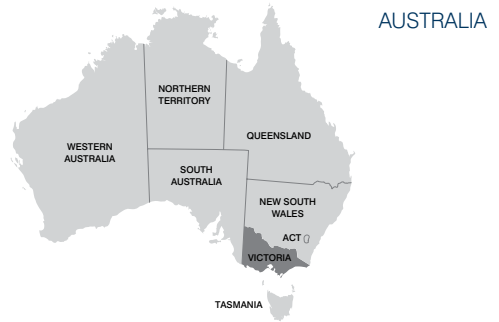 AUSTRALIA
NORTHERN
TERRITORY
QUEENSLAND
WESTERN
AUSTRALIA
SOUTH
AUSTRALIA
NEW SOUTH
WALES
ACT
VICTORIA
TASMANIA